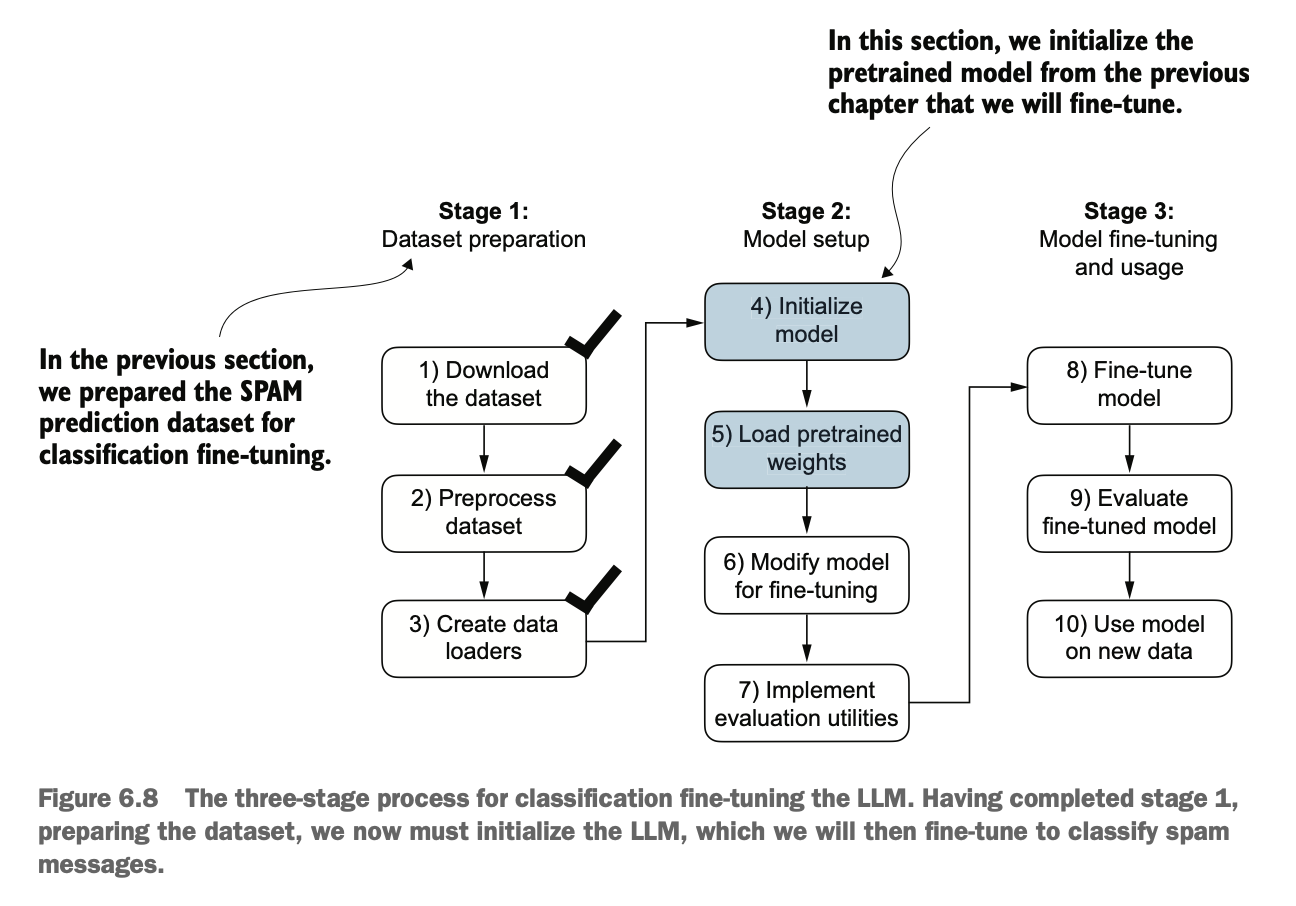 In this section, we initialize the
pretrained model from the previous
chapter that we will fine-tune.
Stage 1:
Dataset preparation
In the previous section,
we prepared the SPAM
prediction dataset for
classification fine-tuning.
1) Download
the dataset
2) Preprocess
dataset
3) Create data
loaders
Stage 2:
Model setup
4) Initialize
model
5) Load pretrained
weights
6) Modify model
for fine-tuning
7) Implement
evaluation utilities
Stage 3:
Model fine-tuning
and usage
8) Fine-tune
model
9) Evaluate
fine-tuned model
10) Use model
on new data
Figure 6.8 The three-stage process for classification fine-tuning the LLM. Having completed stage 1,
preparing the dataset, we now must initialize the LLM, which we will then fine-tune to classify spam
messages.